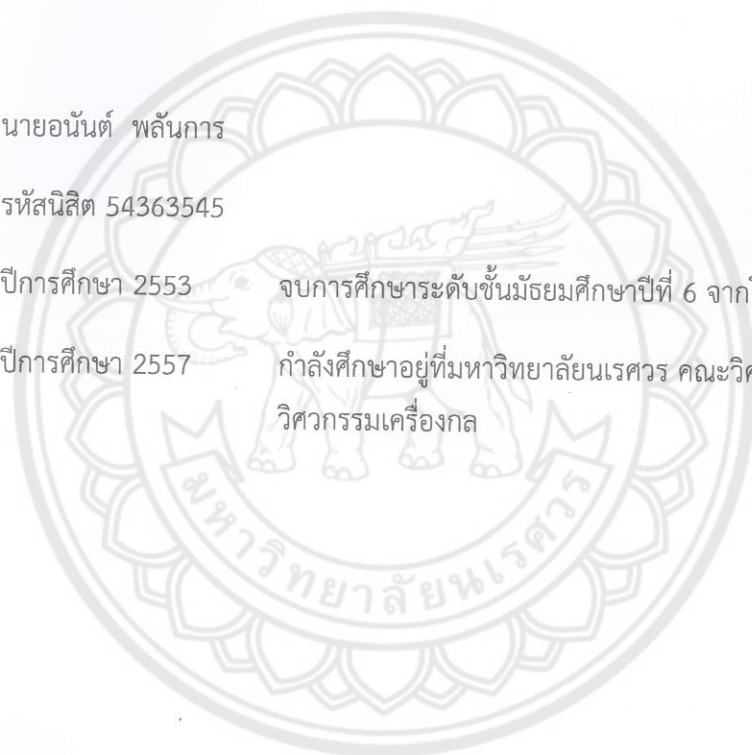 นายอนันต์ พลันการ
รหัสนิสิต 54363545
ปีการศึกษา 2553 จบการศึกษาระดับชั้นมัธยมศึกษาปีที่ 6 จาก
ปีการศึกษา 2557 กำลังศึกษาอยู่ที่มหาวิทยาลัยนเรศวร คณะวิศ
วิศวกรรมเครื่องกล
มหาวิทยาลัยนเรศวร